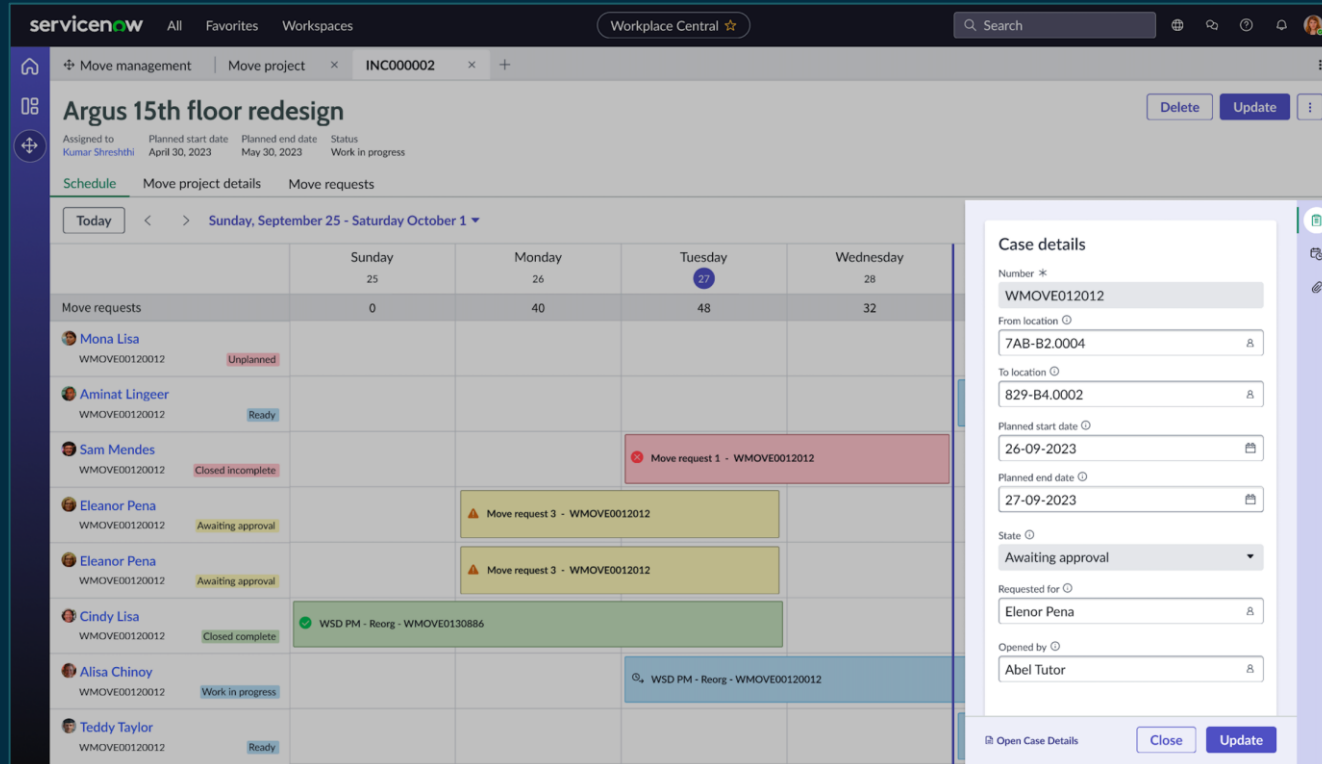 servicenow All Favorites Workspaces Workplace Central Search
Move management Move project × INC000002 × +
Argus 15th floor redesign Delete Update
Assigned to Planned start date Planned end date Status
Kumar Shreshthi April 30, 2023 May 30, 2023 Work in progress
Schedule Move project details Move requests
Today < > Sunday, September 25 - Saturday October 1
Sunday Monday Tuesday Wednesday
25 26 27 28
Move requests 0 40 48 32
Mona Lisa
WMOVE00120012 Unplanned
Aminat Lingeer
WMOVE00120012 Ready
Sam Mendes
WMOVE00120012 Closed incomplete
Move request 1 - WMOVE0012012
Eleanor Pena
WMOVE00120012 Awaiting approval
Move request 3 - WMOVE0012012
Eleanor Pena
WMOVE00120012 Awaiting approval
Move request 3 - WMOVE0012012
Cindy Lisa
WMOVE00120012 Closed complete
WSD PM - Reorg - WMOVE0130886
Alisa Chinoy
WMOVE00120012 Work in progress
WSD PM - Reorg - WMOVE00120012
Teddy Taylor
WMOVE00120012 Ready
Case details
Number *
WMOVE012012
From location
7AB-B2.0004
To location
829-B4.0002
Planned start date
26-09-2023
Planned end date
27-09-2023
State
Awaiting approval
Requested for
Elenor Pena
Opened by
Abel Tutor
Open Case Details Close Update